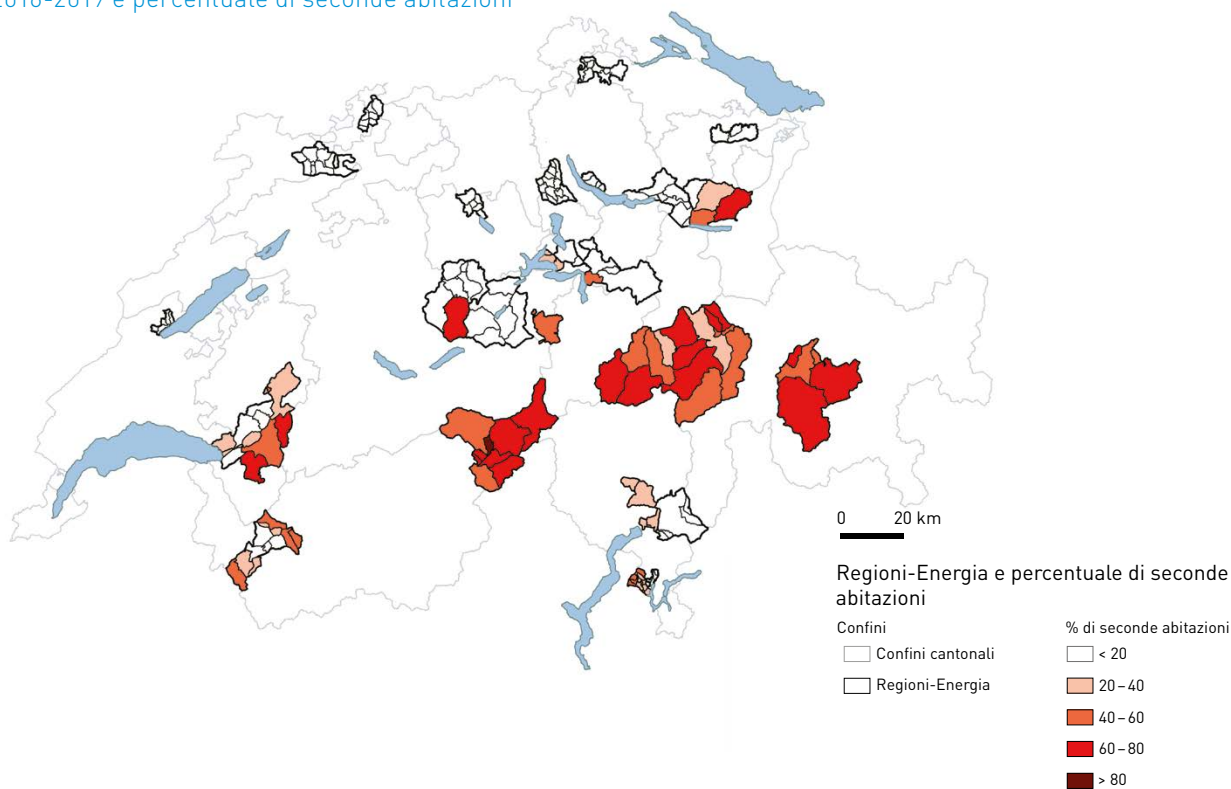 2016-2017 e percentuale di seconde abitazioni
0 20 km
Regioni-Energia e percentuale di seconde
abitazioni
Confini
Confini cantonali
Regioni-Energia
% di seconde abitazioni
< 20
20–40
40–60
60–80
> 80